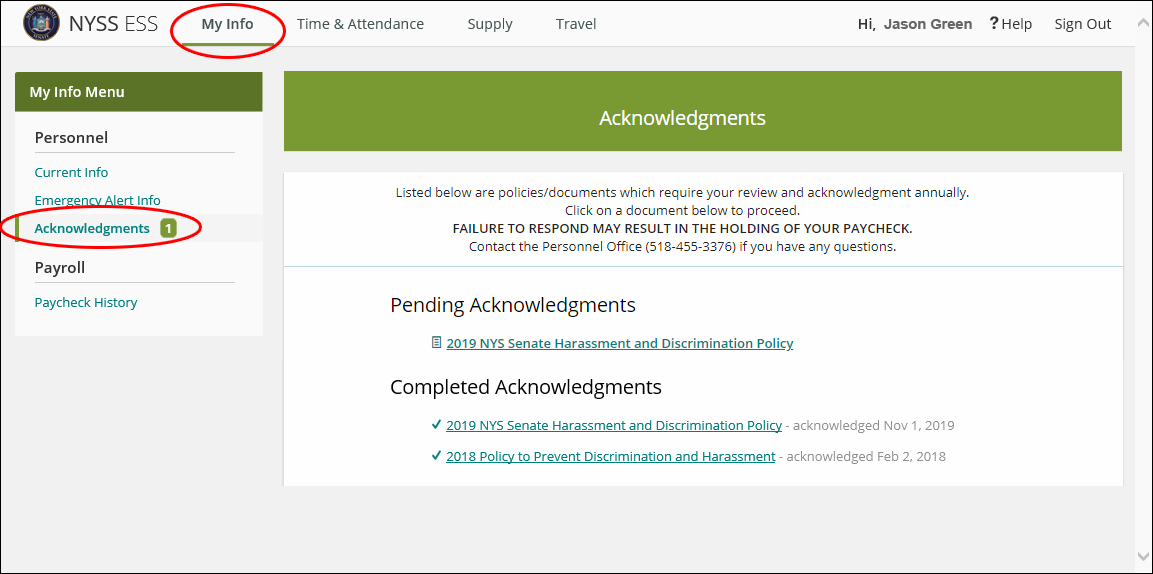 NYSS ESS My Info Time & Attendance Supply Travel Hi, Jason Green ? Help Sign Out
My Info Menu
Personnel
Current Info
Emergency Alert Info
Acknowledgments 1
Payroll
Paycheck History
Acknowledgments
Listed below are policies/documents which require your review and acknowledgment annually.
Click on a document below to proceed.
FAILURE TO RESPOND MAY RESULT IN THE HOLDING OF YOUR PAYCHECK.
Contact the Personnel Office (518-455-3376) if you have any questions.
Pending Acknowledgments
2019 NYS Senate Harassment and Discrimination Policy
Completed Acknowledgments
2019 NYS Senate Harassment and Discrimination Policy - acknowledged Nov 1, 2019
2018 Policy to Prevent Discrimination and Harassment - acknowledged Feb 2, 2018